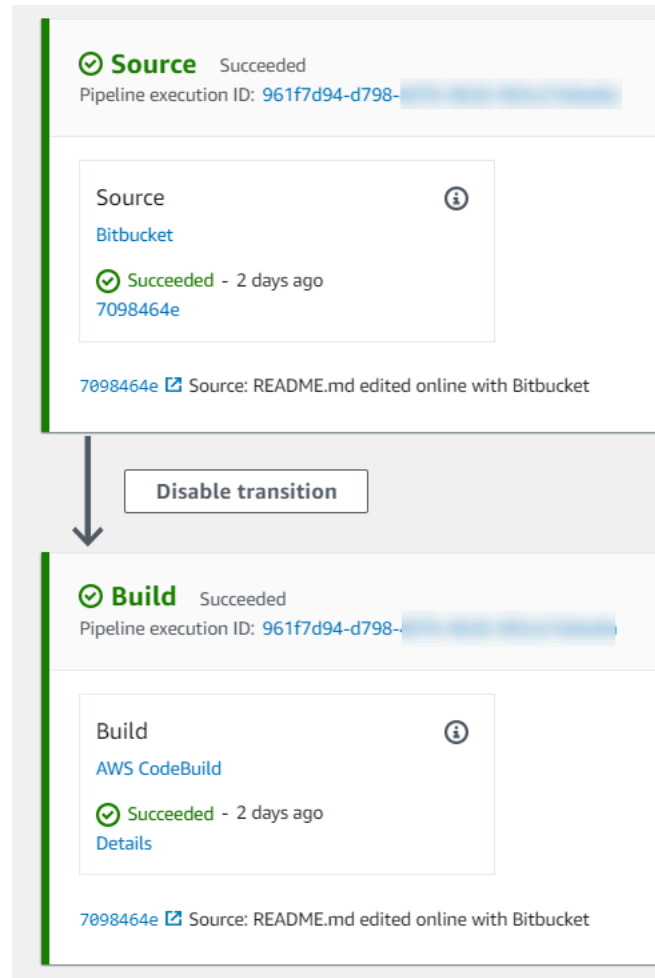 Source Succeeded
Pipeline execution ID: 961f7d94-d798-
Source
Bitbucket
Succeeded - 2 days ago
7098464e
7098464e Source: README.md edited online with Bitbucket
Disable transition
Build Succeeded
Pipeline execution ID: 961f7d94-d798-
Build
AWS CodeBuild
Succeeded - 2 days ago
Details
7098464e Source: README.md edited online with Bitbucket